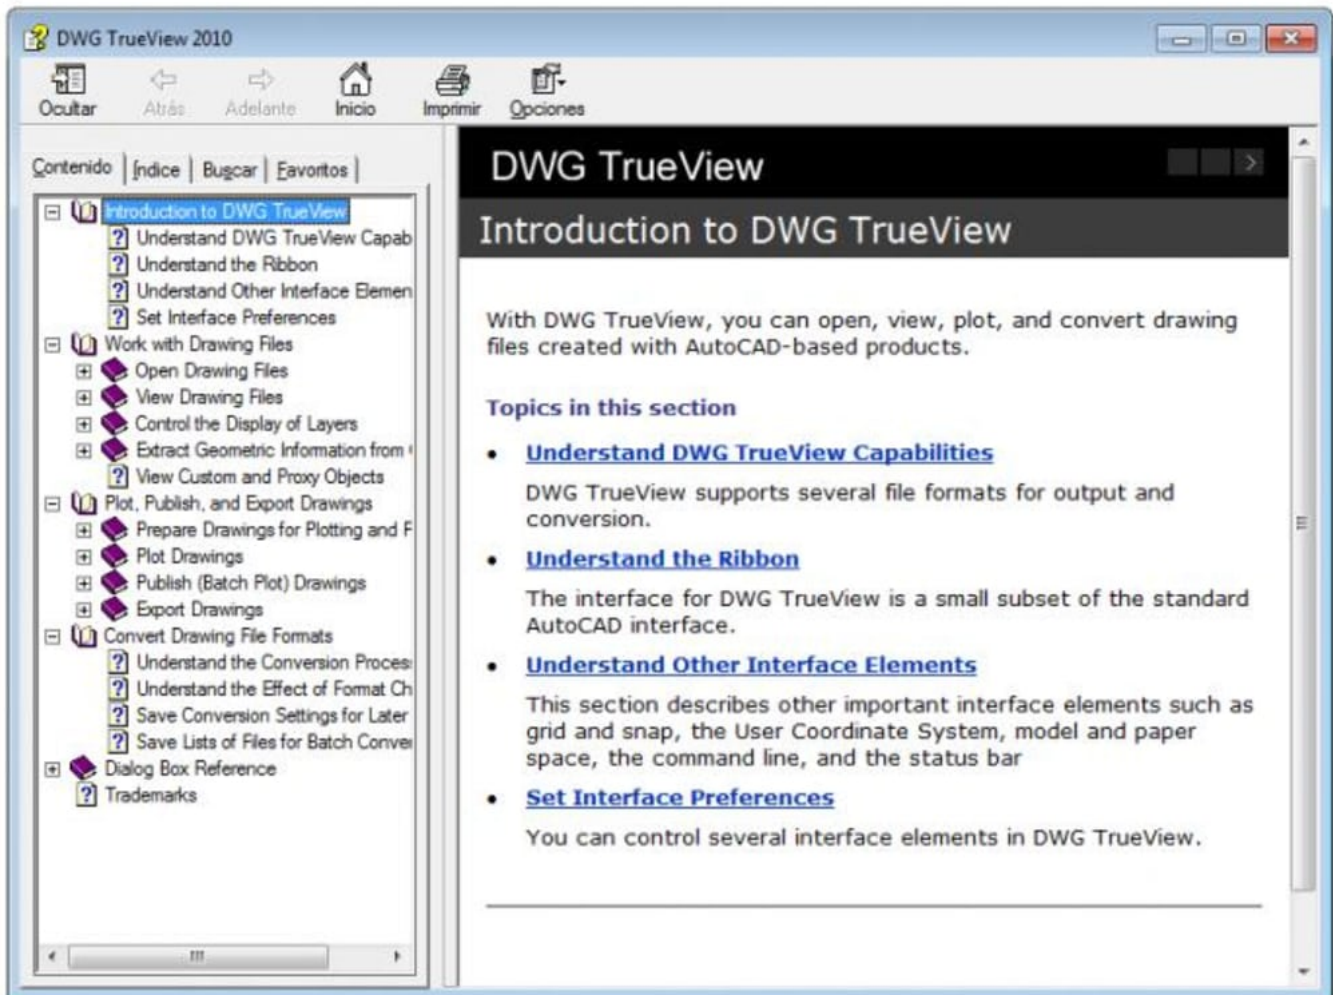 DWG TrueView 2010
Ocultar Atrás Adelante Inicio Imprimir Opciones
Contenido Índice Buscar Favoritos
Introduction to DWG TrueView
Understand DWG TrueView Capab
Understand the Ribbon
Understand Other Interface Elemen
Set Interface Preferences
Work with Drawing Files
Open Drawing Files
View Drawing Files
Control the Display of Layers
Extract Geometric Information from
View Custom and Proxy Objects
Plot, Publish, and Export Drawings
Prepare Drawings for Plotting and P
Plot Drawings
Publish (Batch Plot) Drawings
Export Drawings
Convert Drawing File Formats
Understand the Conversion Proces
Understand the Effect of Format Ch
Save Conversion Settings for Later
Save Lists of Files for Batch Conver
Dialog Box Reference
Trademarks
DWG TrueView
Introduction to DWG TrueView
With DWG TrueView, you can open, view, plot, and convert drawing
files created with AutoCAD-based products.
Topics in this section
• Understand DWG TrueView Capabilities
DWG TrueView supports several file formats for output and
conversion.
• Understand the Ribbon
The interface for DWG TrueView is a small subset of the standard
AutoCAD interface.
• Understand Other Interface Elements
This section describes other important interface elements such as
grid and snap, the User Coordinate System, model and paper
space, the command line, and the status bar
• Set Interface Preferences
You can control several interface elements in DWG TrueView.